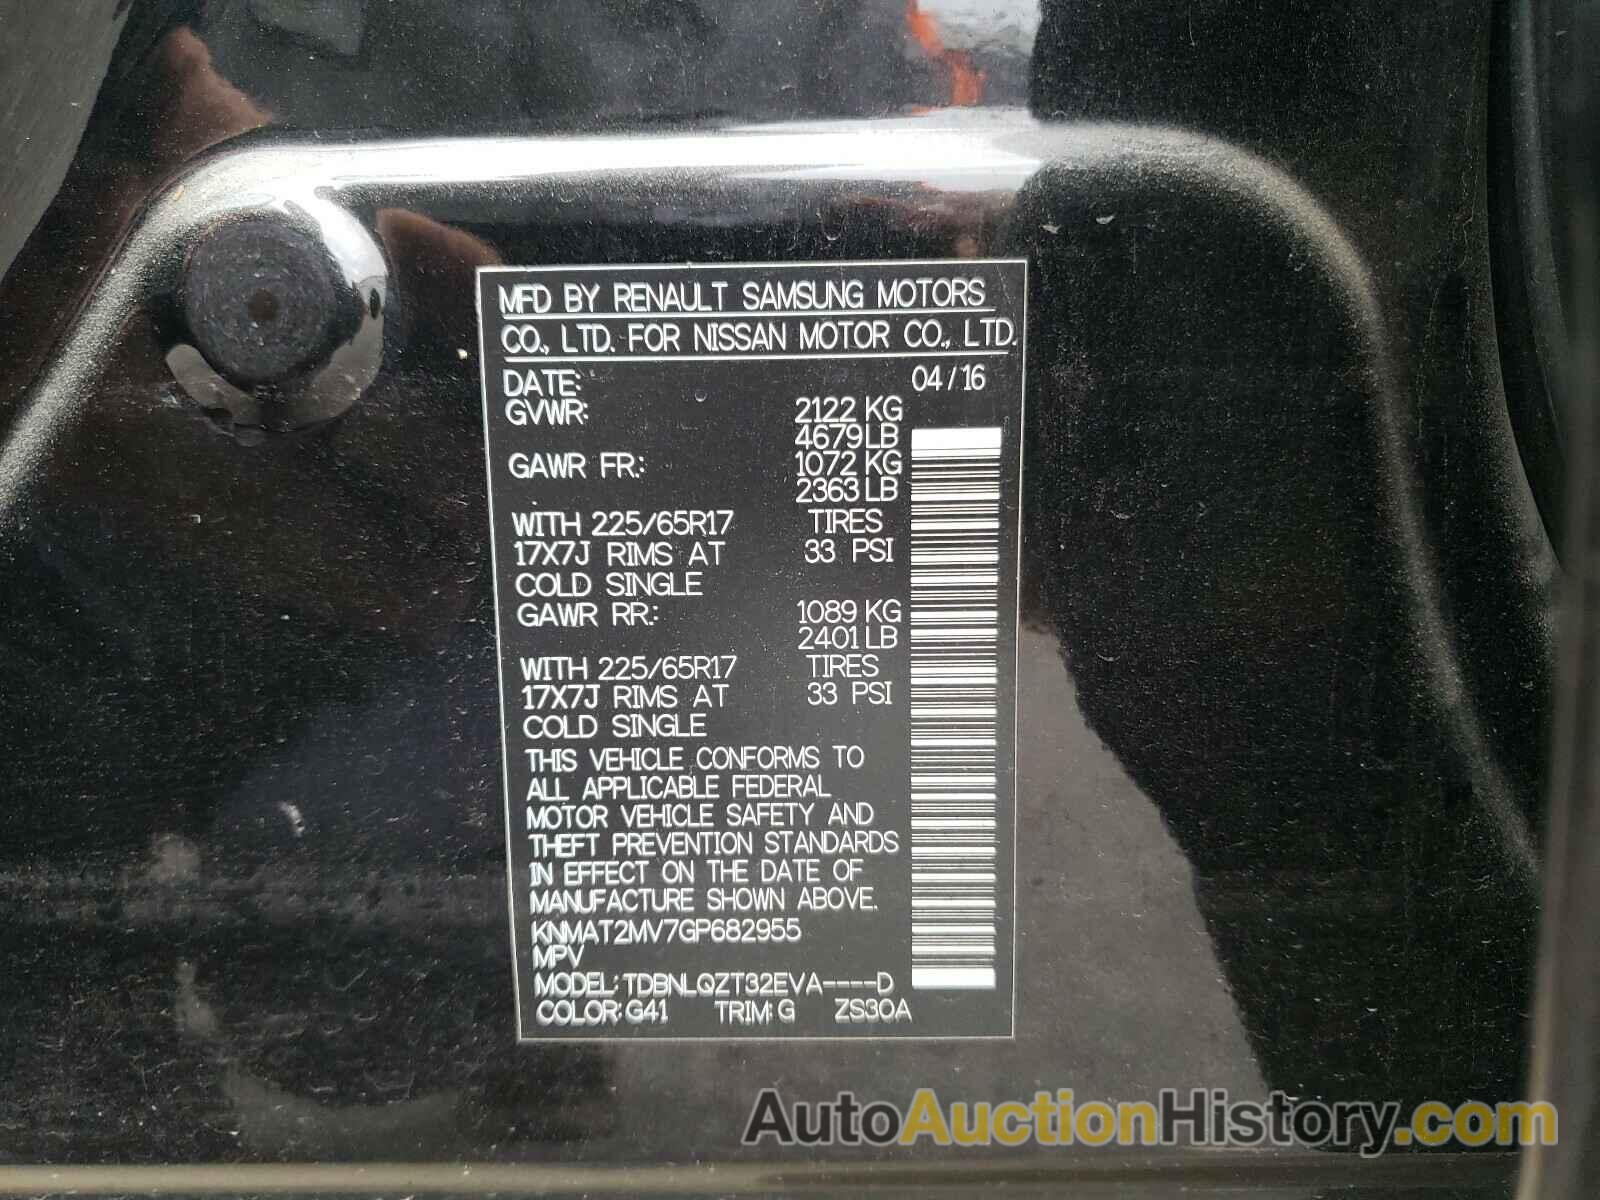 MFD BY RENAULT SAMSUNG MOTORS
CO., LTD. FOR NISSAN MOTOR CO., LTD.
DATE: 04/16
GVWR: 2122 KG
4679 LB
GAWR FR.: 1072 KG
2363 LB
WITH 225/65R17 TIRES
17X7J RIMS AT 33 PSI
COLD SINGLE
GAWR RR.: 1089 KG
2401 LB
WITH 225/65R17 TIRES
17X7J RIMS AT 33 PSI
COLD SINGLE
THIS VEHICLE CONFORMS TO
ALL APPLICABLE FEDERAL
MOTOR VEHICLE SAFETY AND
THEFT PREVENTION STANDARDS
IN EFFECT ON THE DATE OF
MANUFACTURE SHOWN ABOVE.
KNMAT2MV7GP682955
MPV
MODEL: TDBNLQZT32EVA----D
COLOR: G41 TRIM: G ZS30A
AutoAuctionHistory.com